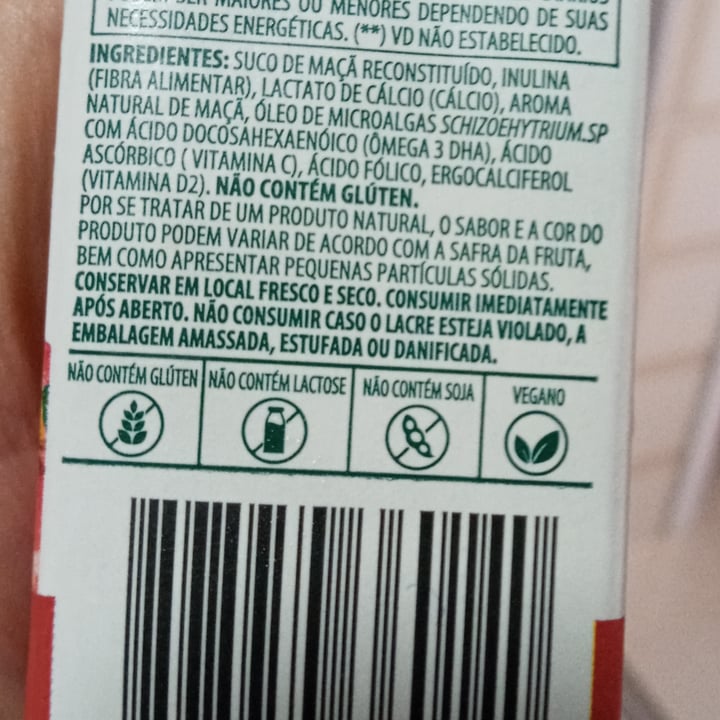 PODEM SER MAIORES OU MENORES DEPENDENDO DE SUAS
NECESSIDADES ENERGÉTICAS. (**) VD NÃO ESTABELECIDO.
INGREDIENTES: SUCO DE MAÇÃ RECONSTITUÍDO, INULINA
(FIBRA ALIMENTAR), LACTATO DE CÁLCIO (CÁLCIO), AROMA
NATURAL DE MAÇÃ, ÓLEO DE MICROALGAS SCHIZOEHYTRIUM.SP
COM ÁCIDO DOCOSAHEXAENÓICO (ÔMEGA 3 DHA), ÁCIDO
ASCÓRBICO ( VITAMINA C), ÁCIDO FÓLICO, ERGOCALCIFEROL
(VITAMINA D2). NÃO CONTÉM GLÚTEN.
POR SE TRATAR DE UM PRODUTO NATURAL, O SABOR E A COR DO
PRODUTO PODEM VARIAR DE ACORDO COM A SAFRA DA FRUTA,
BEM COMO APRESENTAR PEQUENAS PARTÍCULAS SÓLIDAS.
CONSERVAR EM LOCAL FRESCO E SECO. CONSUMIR IMEDIATAMENTE
APÓS ABERTO. NÃO CONSUMIR CASO O LACRE ESTEJA VIOLADO, A
EMBALAGEM AMASSADA, ESTUFADA OU DANIFICADA.
NÃO CONTÉM GLÚTEN NÃO CONTÉM LACTOSE NÃO CONTÉM SOJA VEGANO